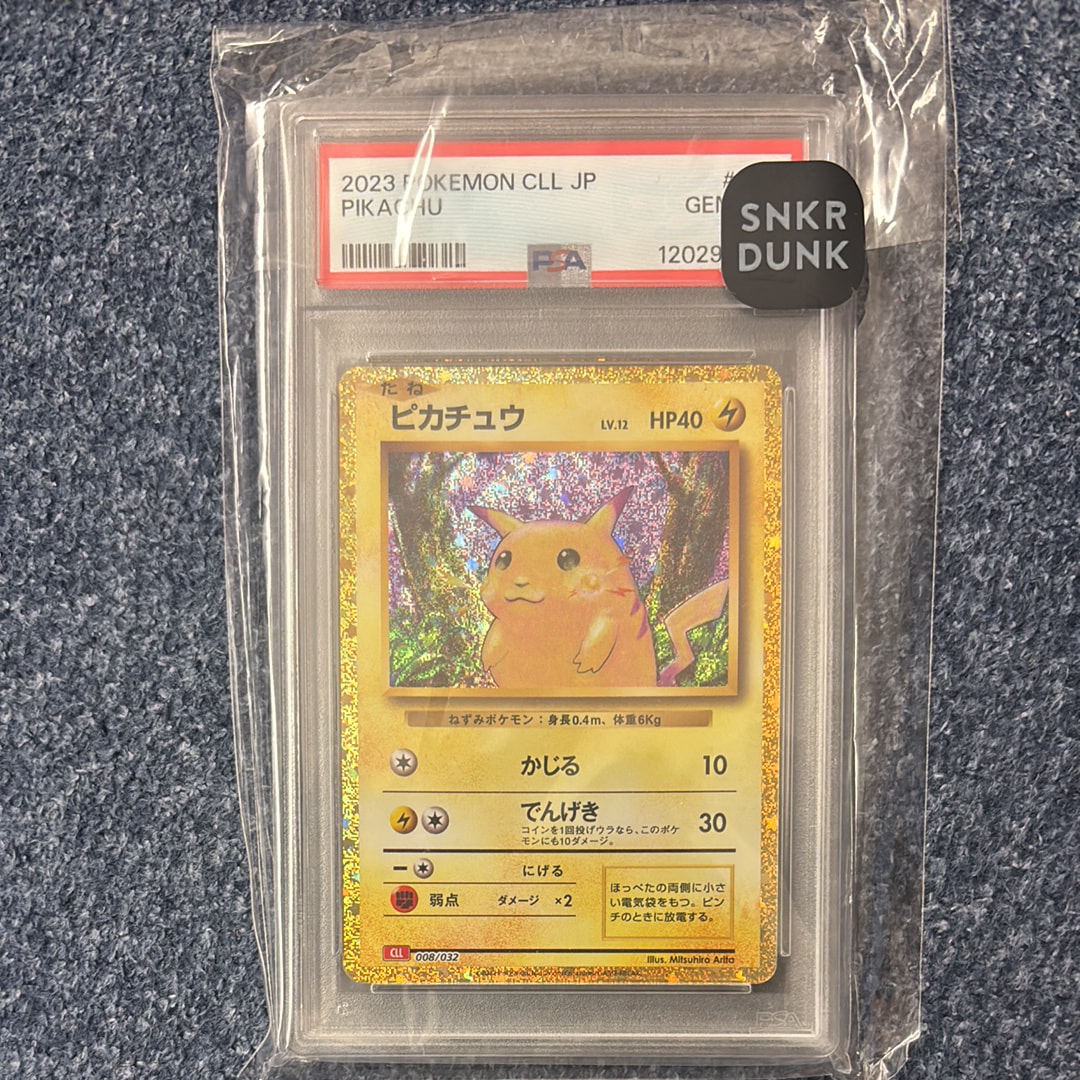 2023 POKEMON CLL JP
#
PIKACHU
GEM
12029
PSA
SNKR
DUNK
たね
ピカチュウ
LV.12 HP40
ねずみポケモン：身長0.4m、体重6Kg
かじる 10
でんげき 30
コインを1回投げウラなら、このポケ
モンにも10ダメージ。
にげる
弱点 ダメージ ×2
ほっぺたの両側に小さ
い電気袋をもつ。ピン
チのときに放電する。
CLL 008/032
Illus. Mitsuhiro Arita
PSA